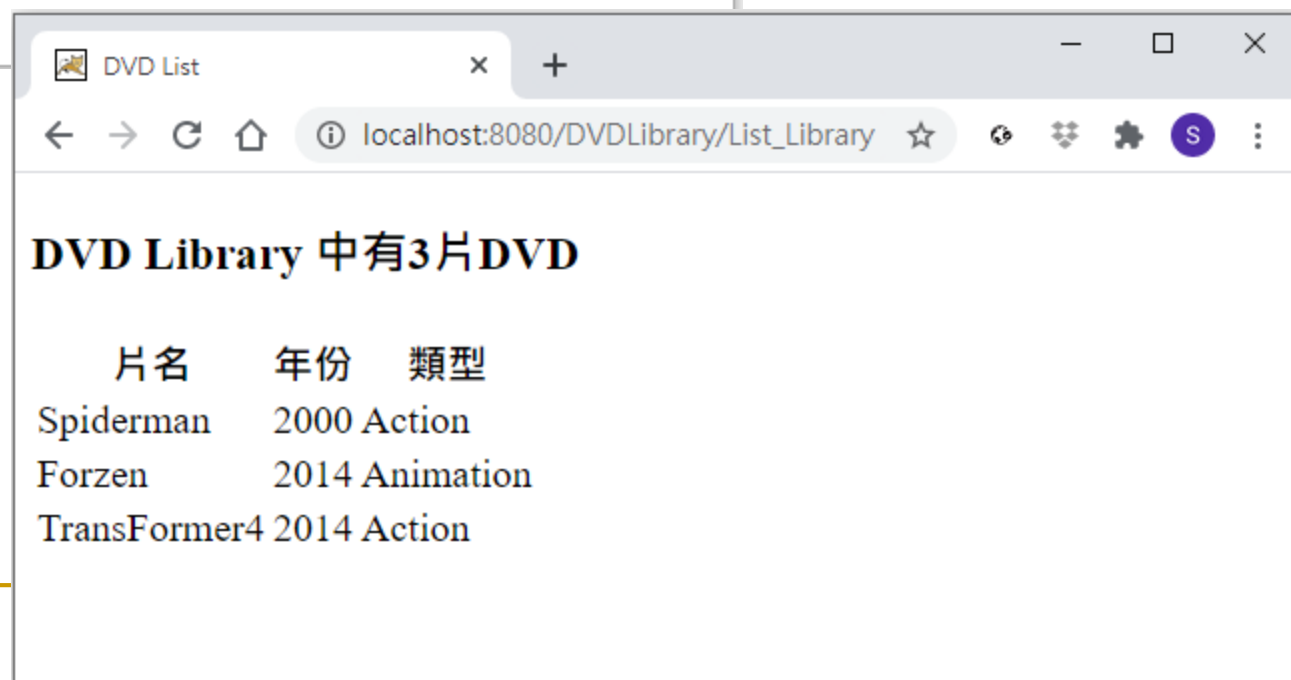 DVD List
localhost:8080/DVDLibrary/List_Library
S
DVD Library 中有3片DVD
片名 年份 類型
Spiderman 2000 Action
Forzen 2014 Animation
TransFormer4 2014 Action